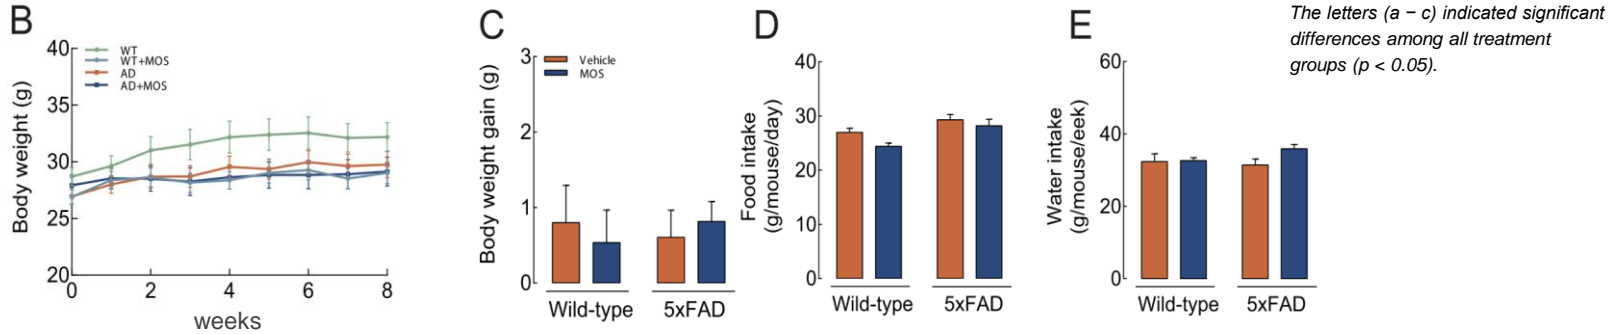 B
Body weight (g)
40
35
30
25
20
WT
WT+MOS
AD
AD+MOS
0 2 4 6 8
weeks
C
Body weight gain (g)
3
2
1
0
Vehicle
MOS
Wild-type 5xFAD
D
Food intake
(g/mouse/day)
40
30
20
10
0
Wild-type 5xFAD
E
Water intake
(g/mouse/eek)
60
40
20
0
Wild-type 5xFAD
The letters (a − c) indicated significant
differences among all treatment
groups (p < 0.05).